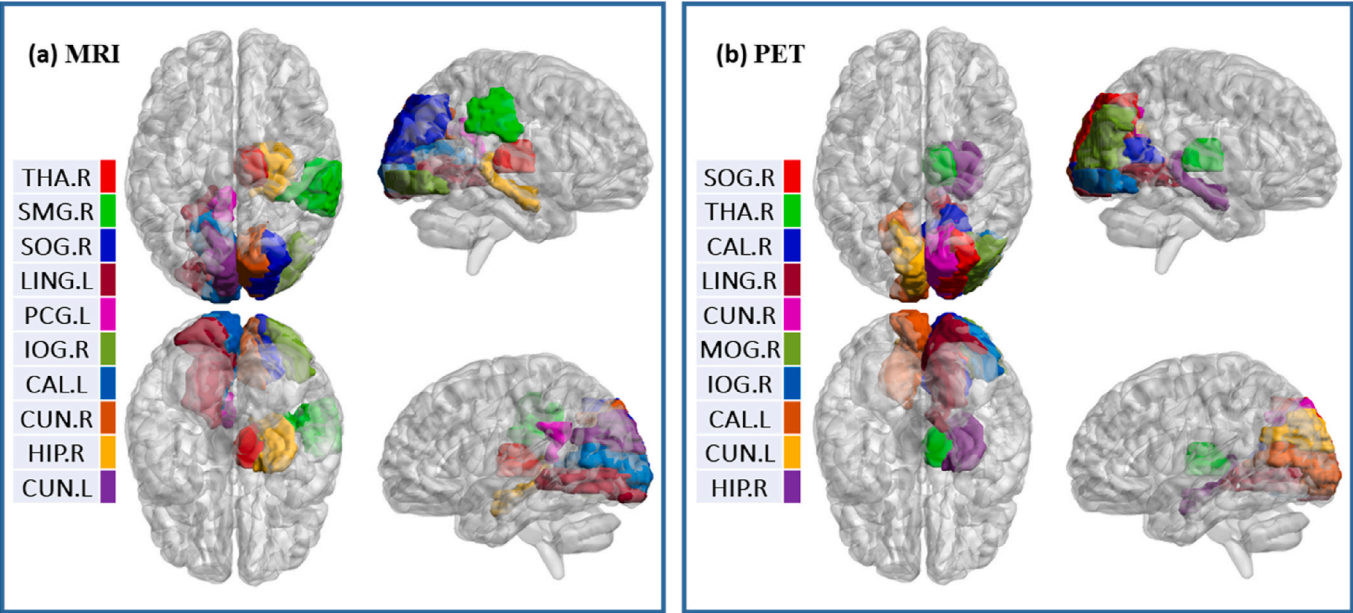 (a) MRI
THA.R
SMG.R
SOG.R
LING.L
PCG.L
IOG.R
CAL.L
CUN.R
HIP.R
CUN.L
(b) PET
SOG.R
THA.R
CAL.R
LING.R
CUN.R
MOG.R
IOG.R
CAL.L
CUN.L
HIP.R